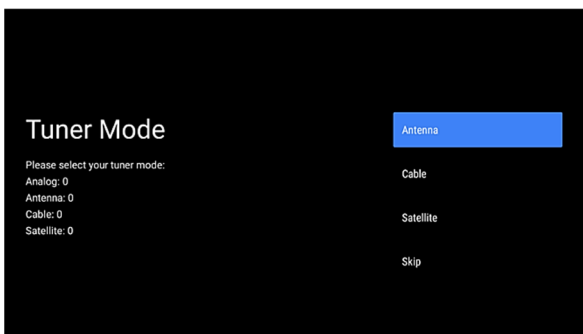 Tuner Mode
Please select your tuner mode:
Analog: 0
Antenna: 0
Cable: 0
Satellite: 0
Antenna
Cable
Satellite
Skip